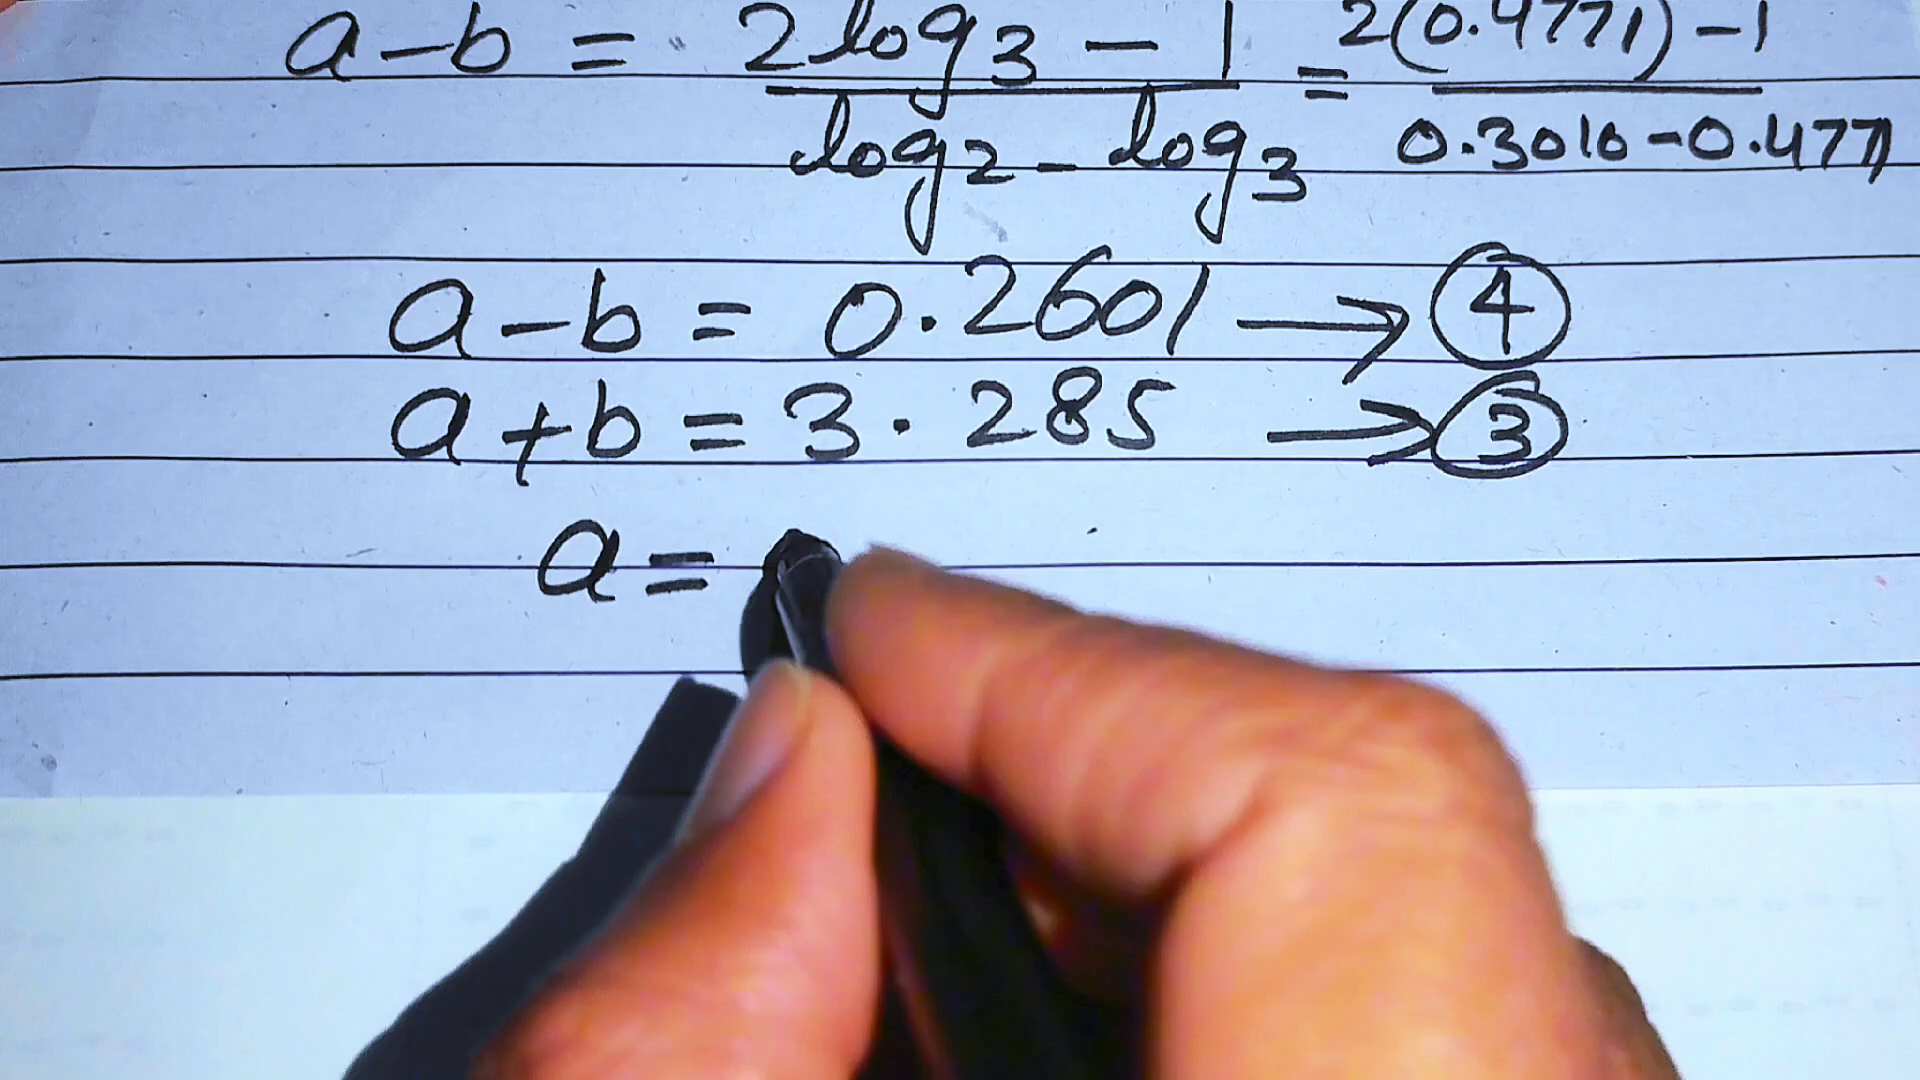 a-b = 2log3 - 1 / log2 - log3 = 2(0.4771)-1 / 0.3010-0.4771
a-b = 0.2601 → ④
a+b = 3.285 → ③
a =